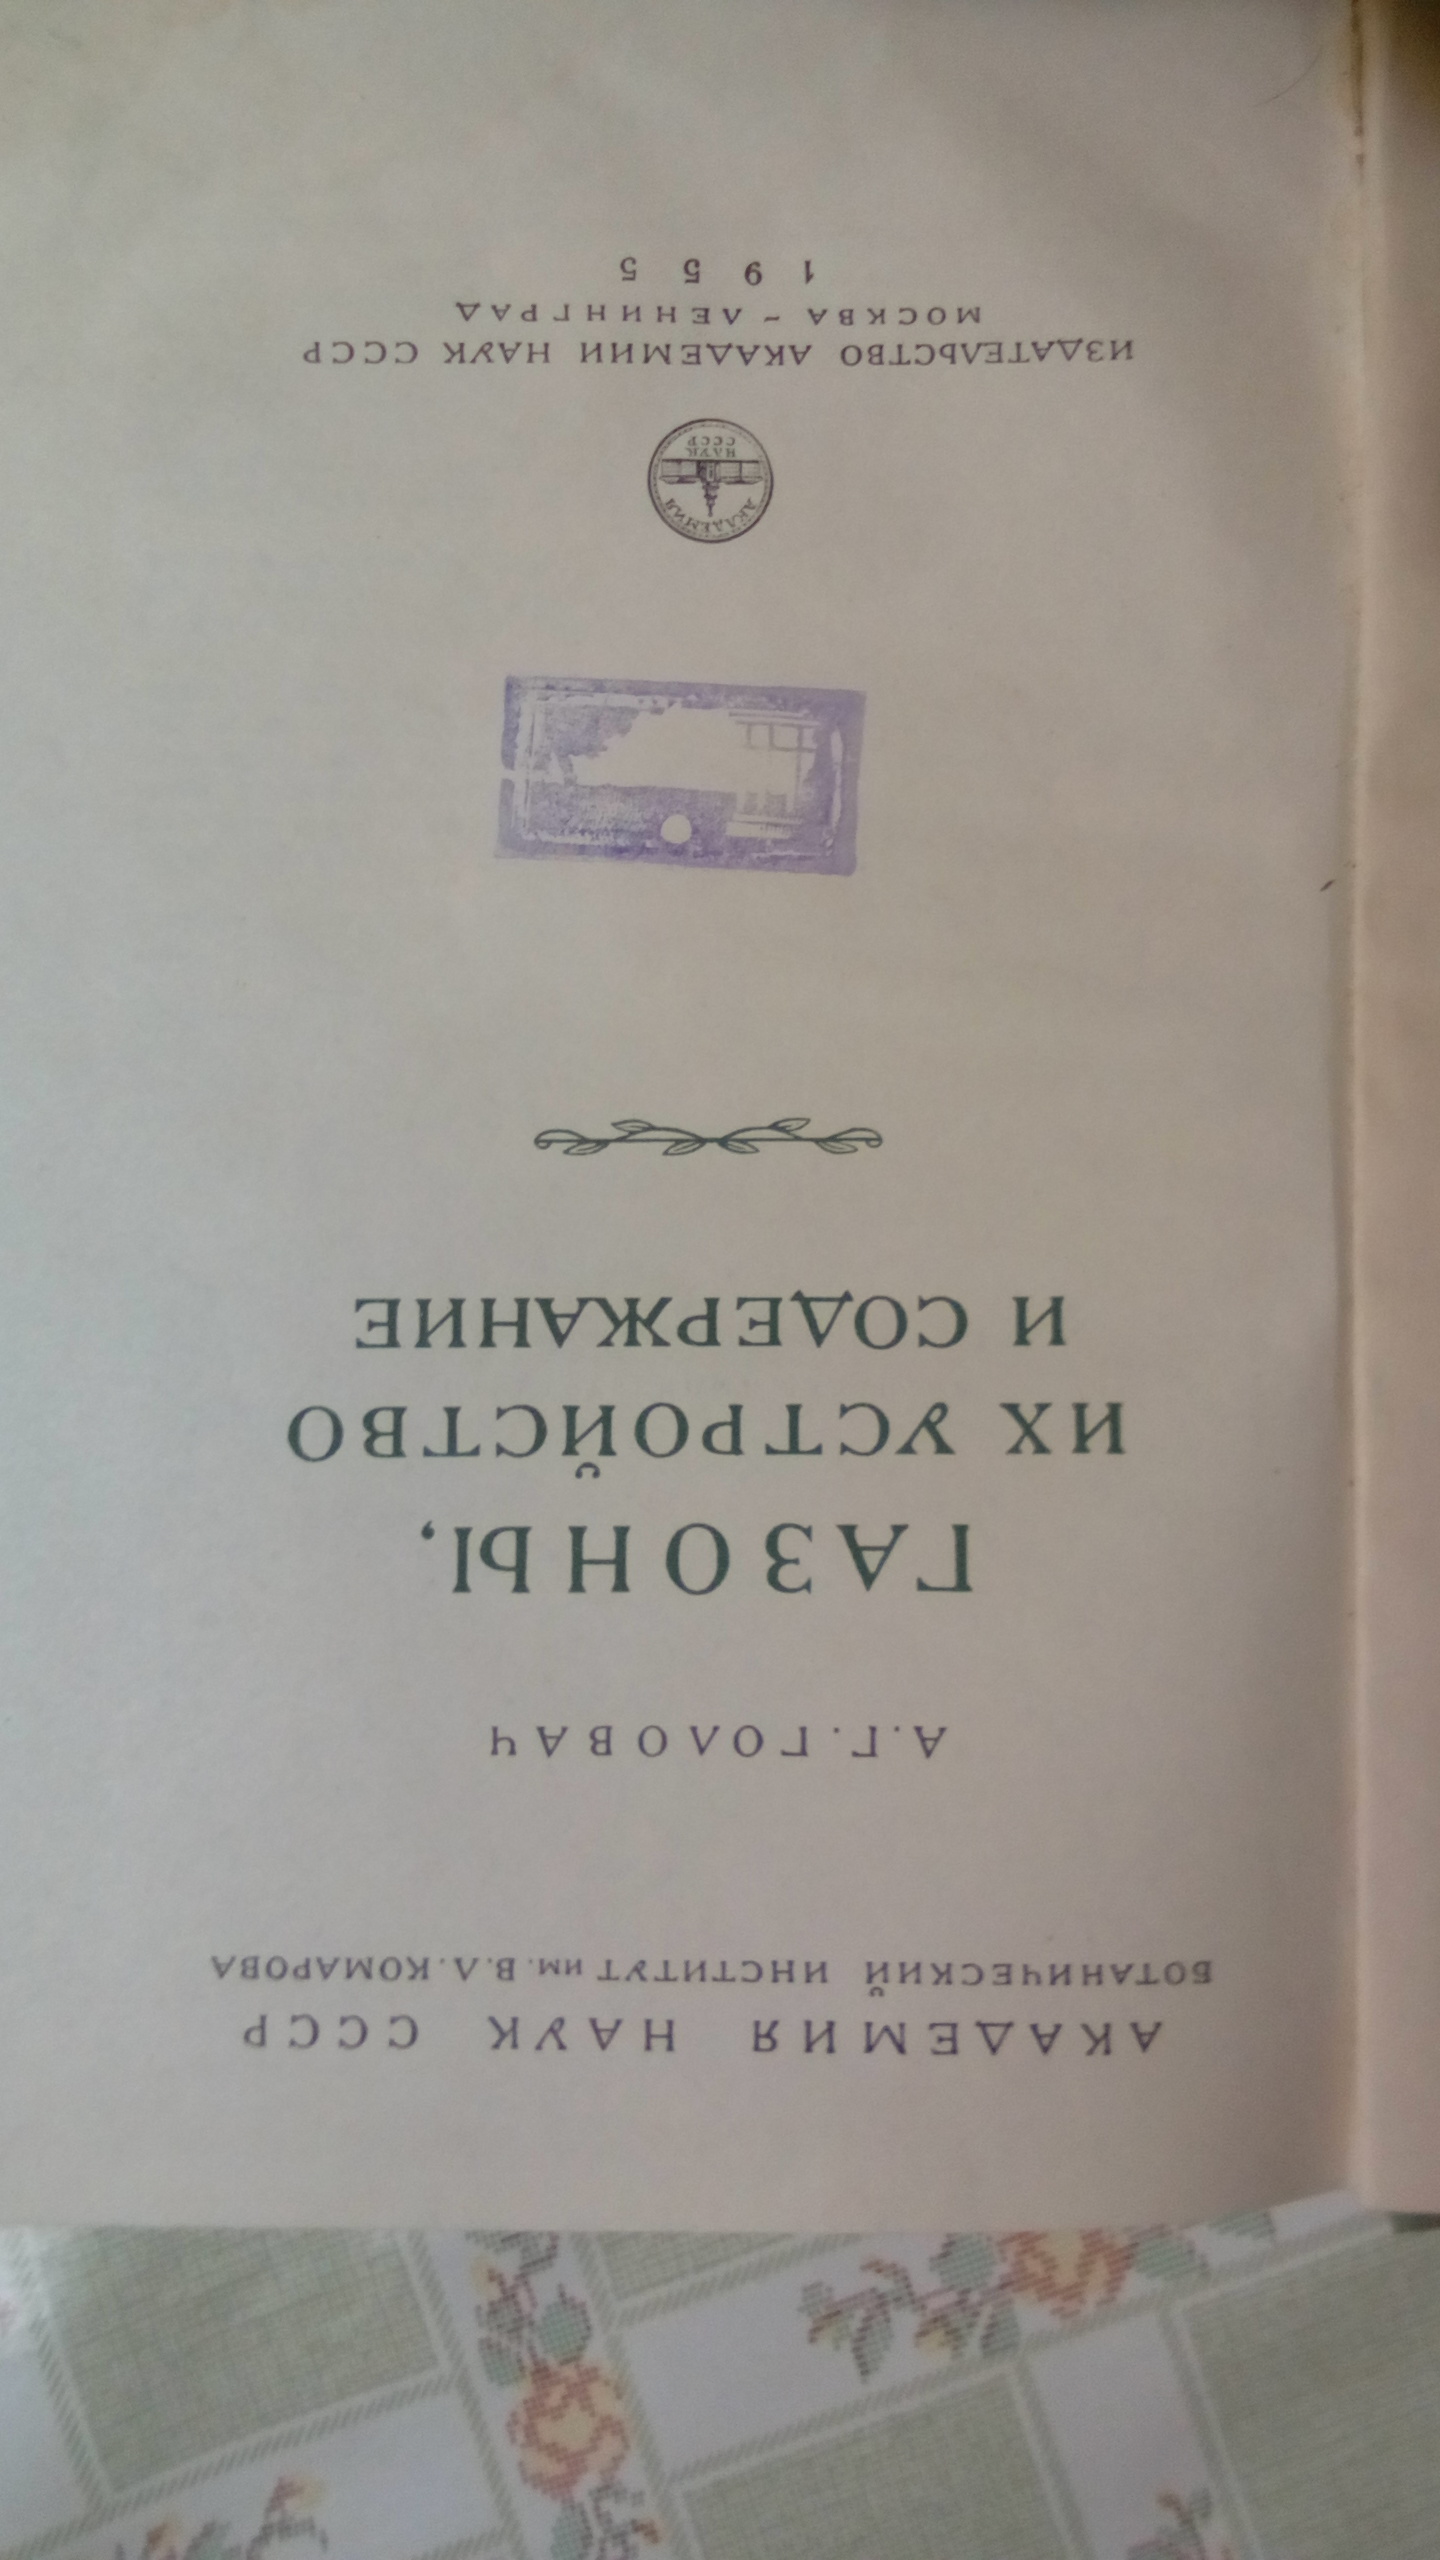 АКАДЕМИЯ НАУК СССР
БОТАНИЧЕСКИЙ ИНСТИТУТ им. В.Л. КОМАРОВА
А. Г. ГОЛОВАЧ
ГАЗОНЫ,
ИХ УСТРОЙСТВО
И СОДЕРЖАНИЕ
АКАДЕМИЯ
НАУК
СССР
ИЗДАТЕЛЬСТВО АКАДЕМИИ НАУК СССР
МОСКВА - ЛЕНИНГРАД
1955